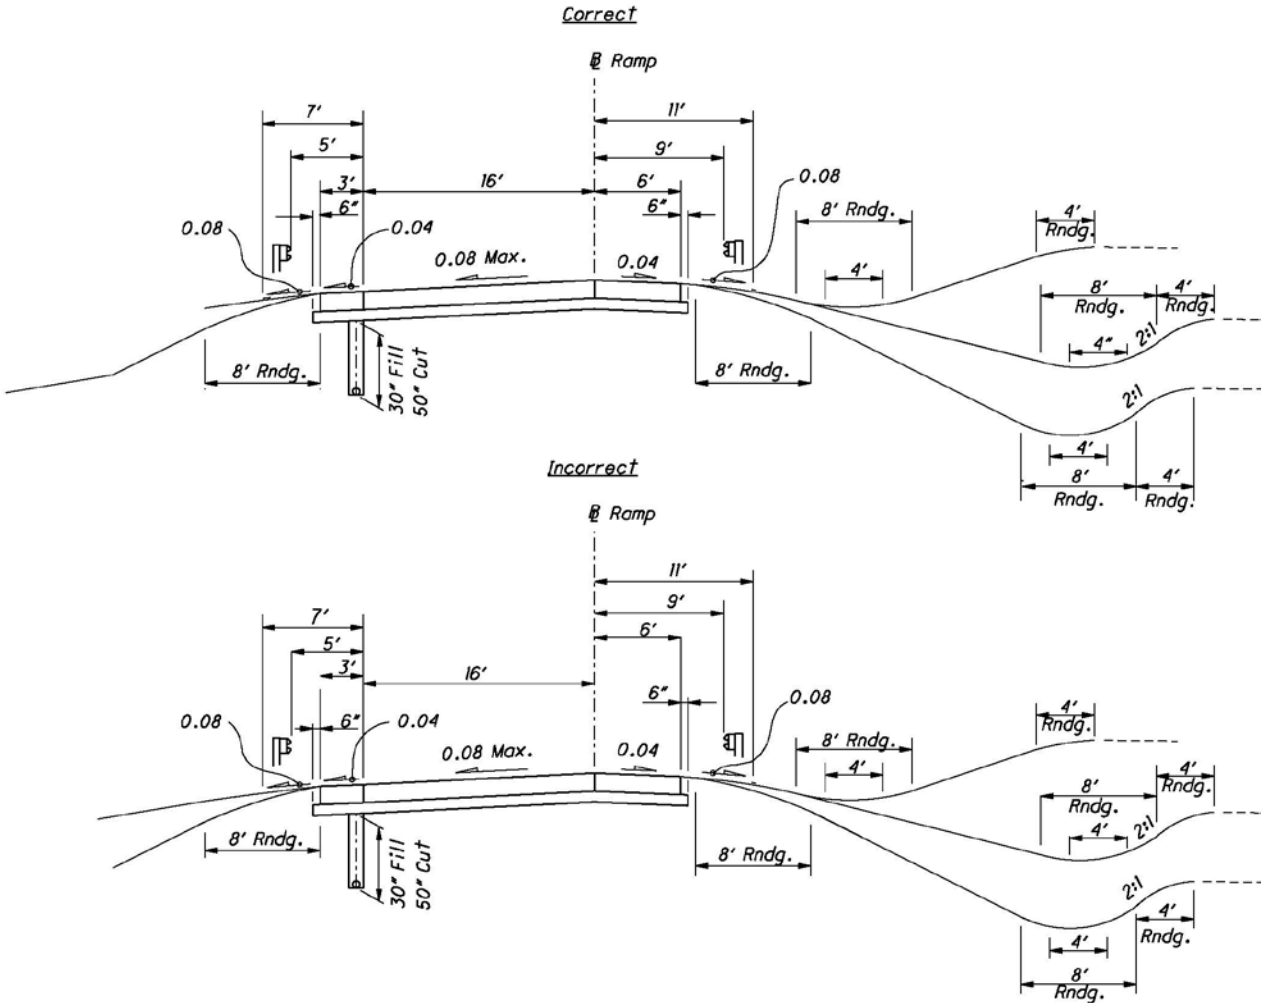 Correct
℄ Ramp
7' 11'
5' 9'
3' 16' 6' 0.08
6" 6" 8' Rndg. 4'
Rndg.
0.08 0.04
0.08 Max. 0.04 4' 8'
Rndg. 4'
Rndg.
4" 2:1
8' Rndg. 30" Fill
50" Cut 8' Rndg. 2:1
4'
8'
Rndg. 4'
Rndg.
Incorrect
℄ Ramp
11'
7' 9'
5' 6'
3' 16'
6" 0.08
0.08 6" 0.04 4'
Rndg.
0.08 Max. 0.04 8' Rndg.
4' 8'
Rndg. 4'
Rndg.
8' Rndg. 30" Fill
50" Cut 8' Rndg. 4' 2:1
2:1
4'
Rndg.
4'
8'
Rndg.